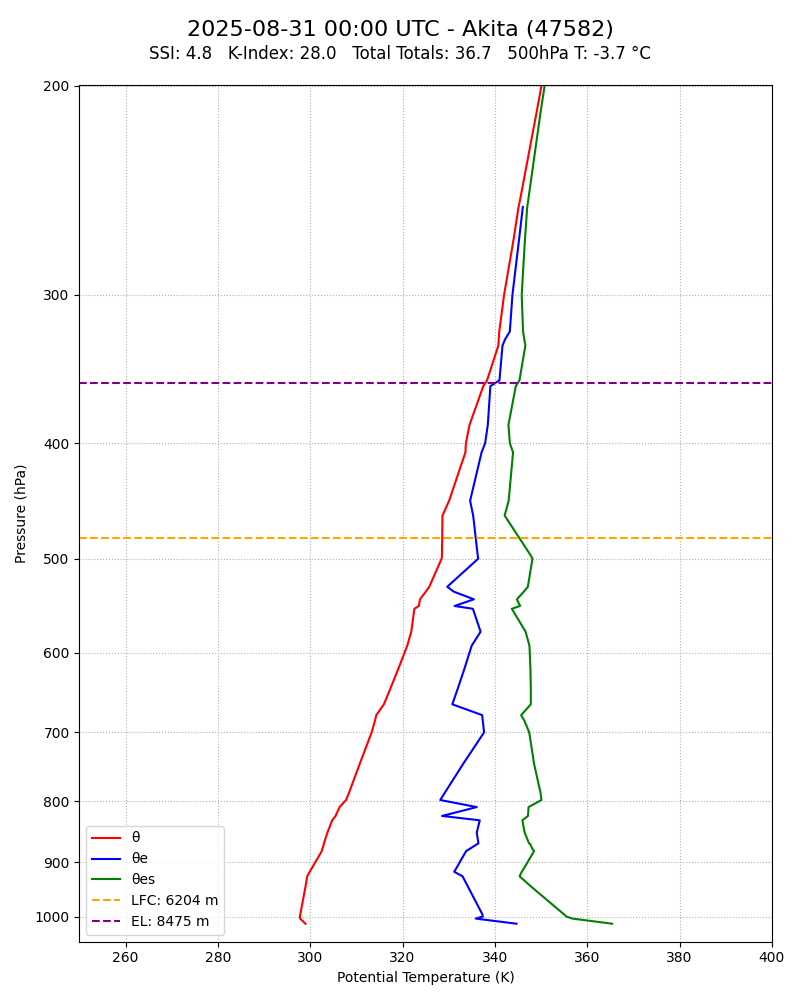 2025-08-31 00:00 UTC - Akita (47582)
SSI: 4.8 K-Index: 28.0 Total Totals: 36.7 500hPa T: -3.7 °C
200
300
400
500
600
700
800
900
1000
Pressure (hPa)
θ
θe
θes
LFC: 6204 m
EL: 8475 m
260 280 300 320 340 360 380 400
Potential Temperature (K)